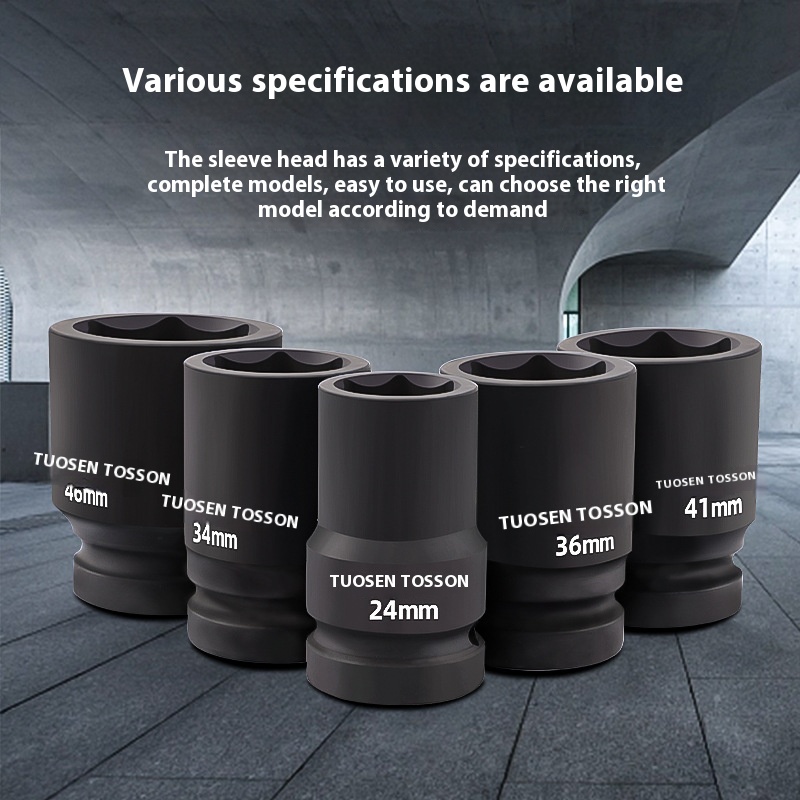 Various specifications are available
The sleeve head has a variety of specifications,
complete models, easy to use, can choose the right
model according to demand
TUOSEN TOSSON
46mm
TUOSEN TOSSON
34mm
TUOSEN TOSSON
24mm
TUOSEN TOSSON
36mm
TUOSEN TOSSON
41mm